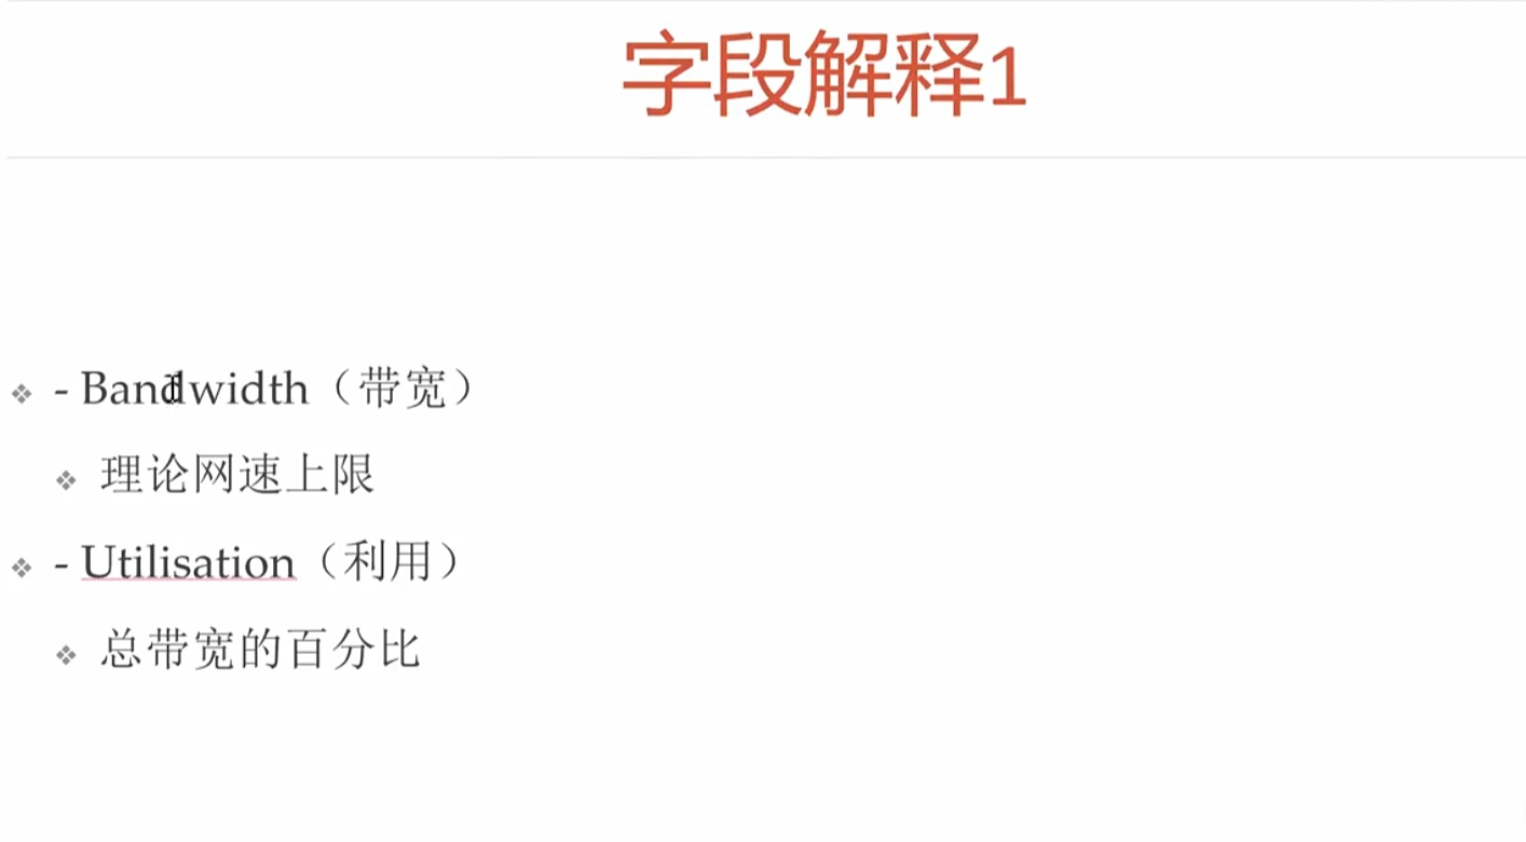 字段解释1
- Bandwidth（带宽）
理论网速上限
- Utilisation（利用）
总带宽的百分比